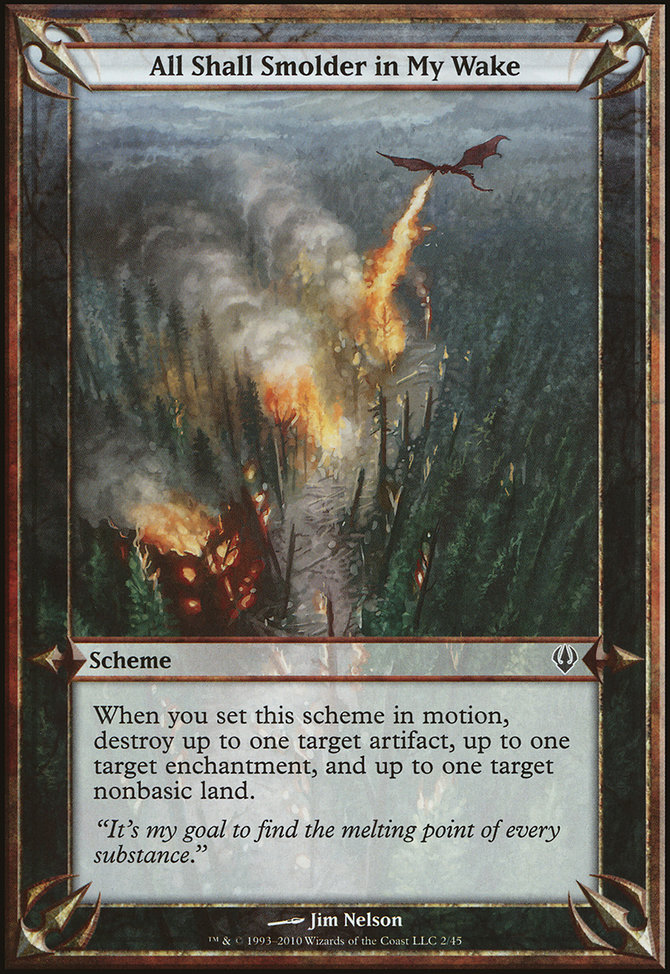 All Shall Smolder in My Wake
Scheme
When you set this scheme in motion,
destroy up to one target artifact, up to one
target enchantment, and up to one target
nonbasic land.
“It’s my goal to find the melting point of every
substance.”
Jim Nelson
™ & © 1993–2010 Wizards of the Coast LLC 2/45